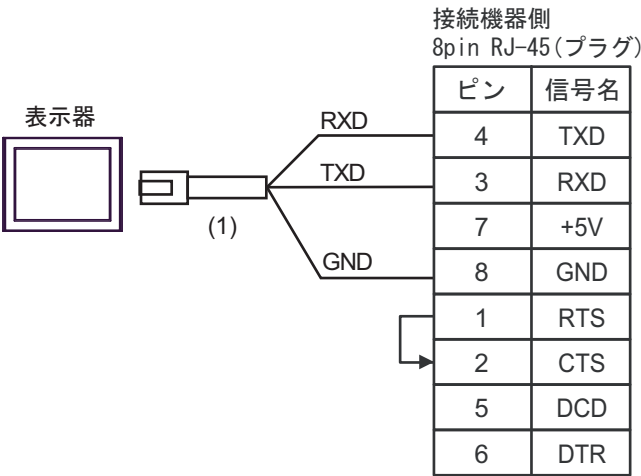 接続機器側
8pin RJ-45(プラグ)
ピン 信号名
表示器
RXD
4 TXD
TXD
3 RXD
(1)
7 +5V
GND
8 GND
1 RTS
2 CTS
5 DCD
6 DTR